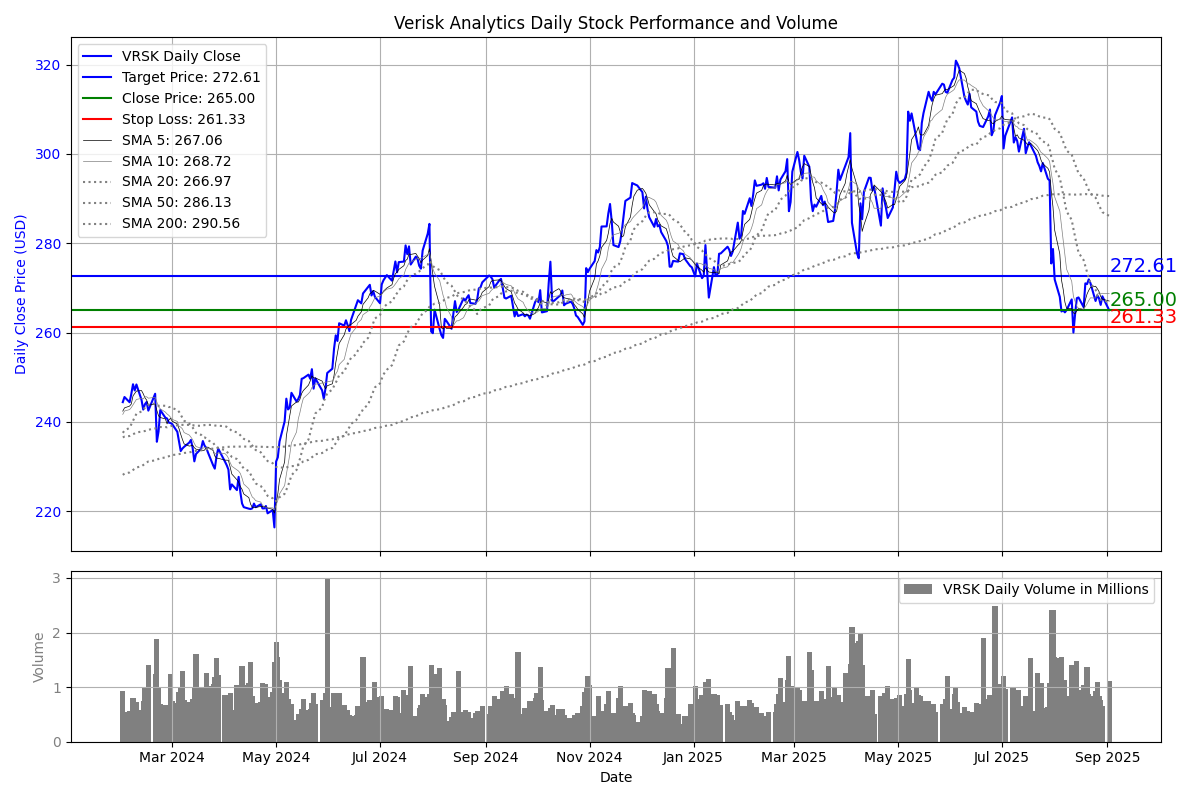 Verisk Analytics Daily Stock Performance and Volume
Daily Close Price (USD)
320
300
280
260
240
220
VRSK Daily Close
Target Price: 272.61
Close Price: 265.00
Stop Loss: 261.33
SMA 5: 267.06
SMA 10: 268.72
SMA 20: 266.97
SMA 50: 286.13
SMA 200: 290.56
272.61
265.00
261.33
Volume
3
2
1
0
VRSK Daily Volume in Millions
Mar 2024
May 2024
Jul 2024
Sep 2024
Nov 2024
Jan 2025
Mar 2025
May 2025
Jul 2025
Sep 2025
Date